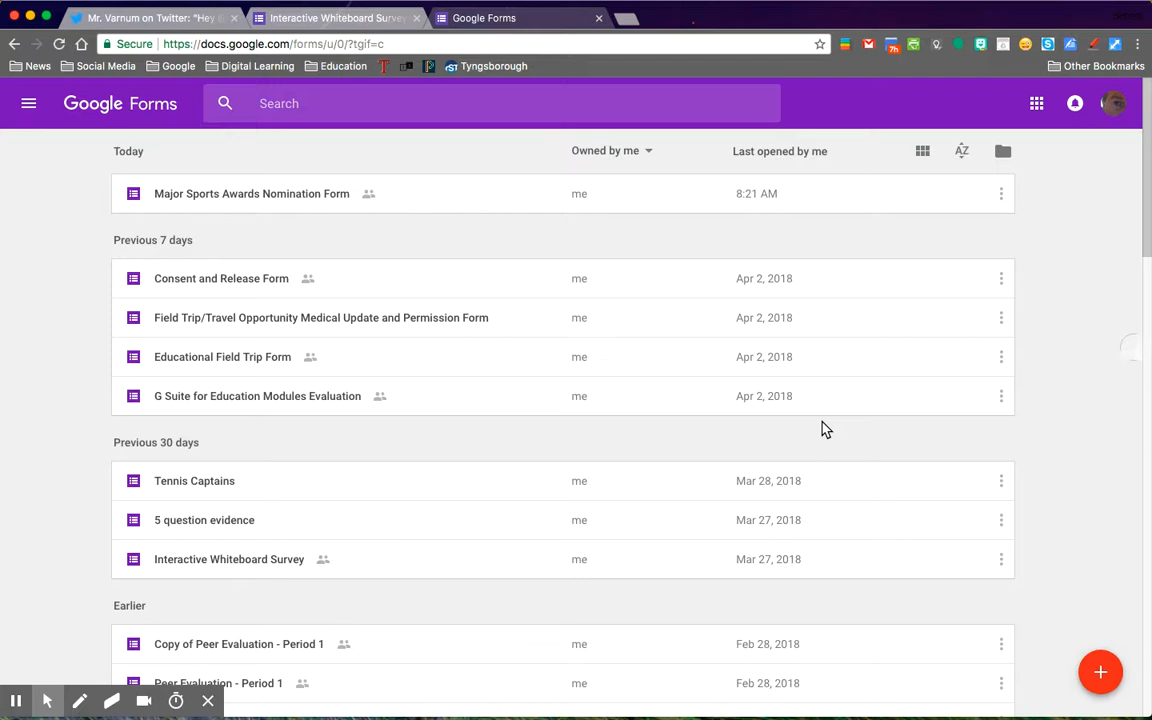 Mr. Varnum on Twitter: "Hey
Interactive Whiteboard Survey
Google Forms
Secure
https://docs.google.com/forms/u/0/?tgif=c
7h
News
Social Media
Google
Digital Learning
Education
Tyngsborough
Other Bookmarks
Google Forms
Search
Today
Owned by me
Last opened by me
AZ
Major Sports Awards Nomination Form
me
8:21 AM
Previous 7 days
Consent and Release Form
me
Apr 2, 2018
Field Trip/Travel Opportunity Medical Update and Permission Form
me
Apr 2, 2018
Educational Field Trip Form
me
Apr 2, 2018
G Suite for Education Modules Evaluation
me
Apr 2, 2018
Previous 30 days
Tennis Captains
me
Mar 28, 2018
5 question evidence
me
Mar 27, 2018
Interactive Whiteboard Survey
me
Mar 27, 2018
Earlier
Copy of Peer Evaluation - Period 1
me
Feb 28, 2018
Peer Evaluation - Period 1
me
Feb 28, 2018